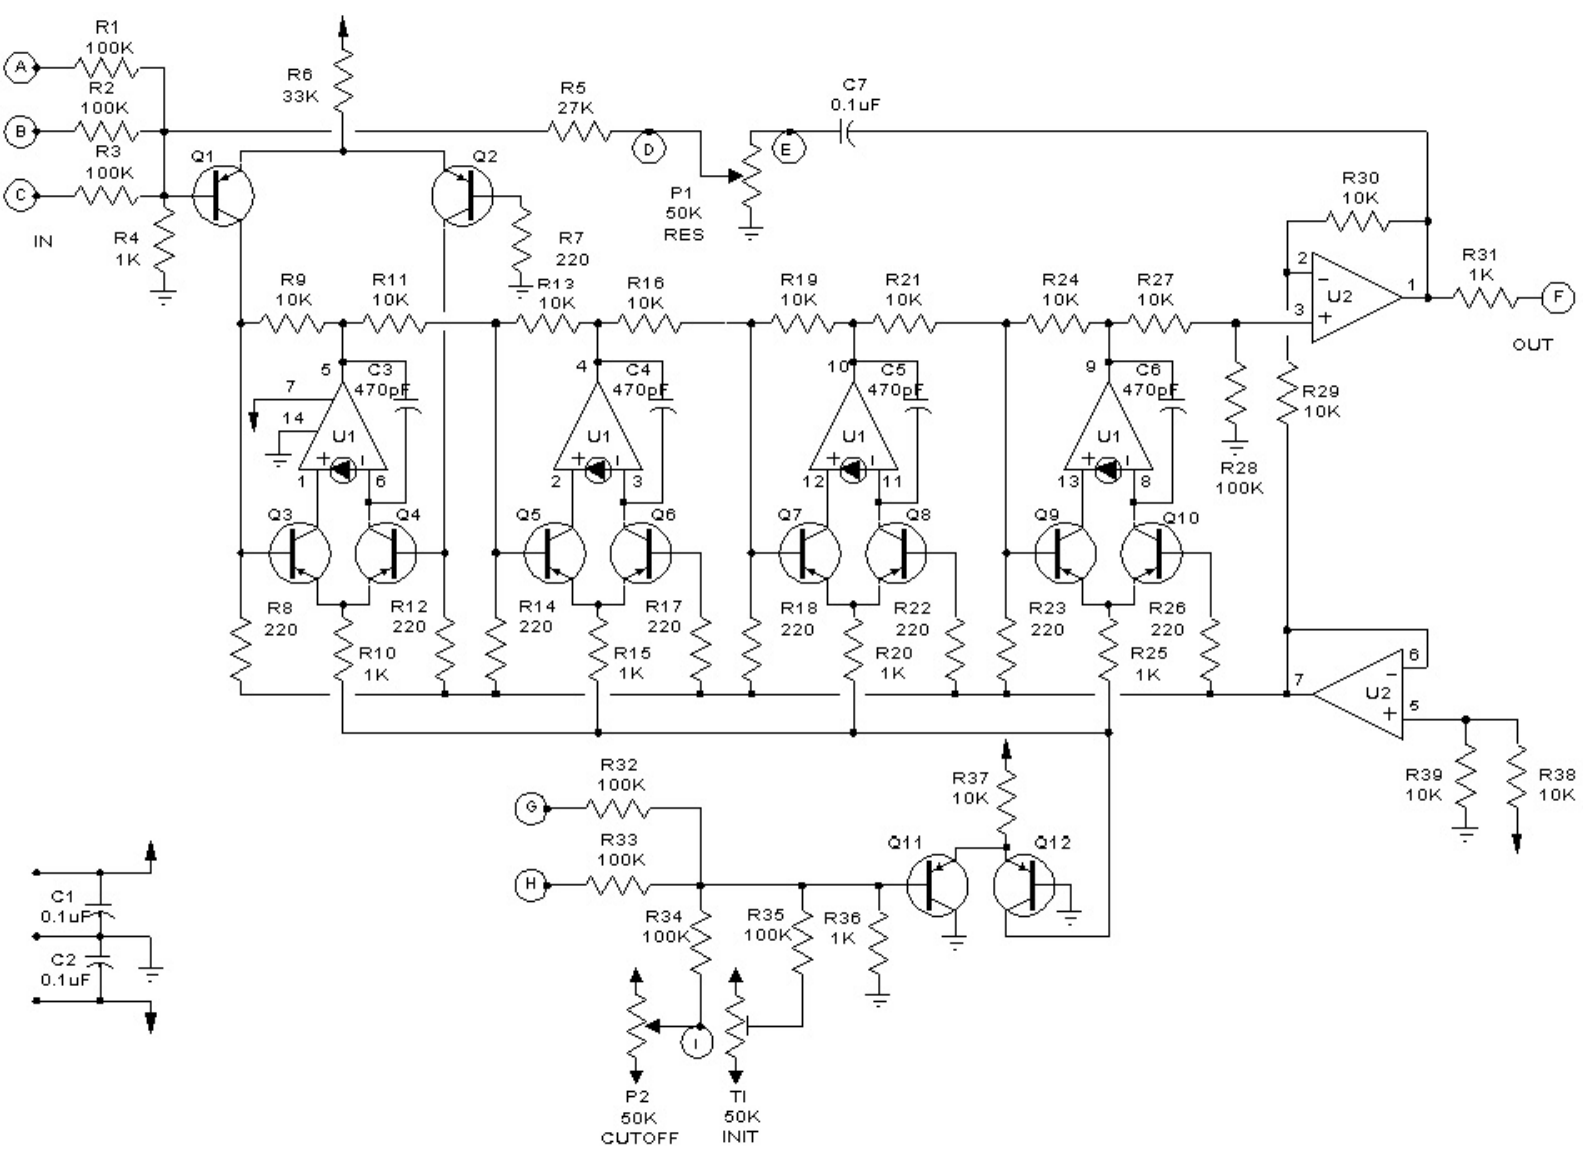 R1
100K
A
R2
100K
B
R3
100K
C
IN
R4
1K
Q1
R6
33K
Q2
R7
220
R5
27K
D
P1
50K
RES
E
C7
0.1uF
R30
10K
2
-
U2
3
+
1
R31
1K
F
OUT
R9
10K
R11
10K
R13
10K
R16
10K
R19
10K
R21
10K
R24
10K
R27
10K
5
C3
470pF
7
14
U1
+
-
1
6
4
C4
470pF
U1
+
-
2
3
10
C5
470pF
U1
+
-
12
11
9
C6
470pF
U1
+
-
13
8
R28
100K
R29
10K
Q3
Q4
Q5
Q6
Q7
Q8
Q9
Q10
R8
220
R10
1K
R12
220
R14
220
R15
1K
R17
220
R18
220
R20
1K
R22
220
R23
220
R25
1K
R26
220
7
U2
-
6
+
5
R39
10K
R38
10K
R32
100K
G
R33
100K
H
R37
10K
Q11
Q12
R34
100K
R35
100K
R36
1K
I
P2
50K
CUTOFF
T1
50K
INIT
C1
0.1uF
C2
0.1uF